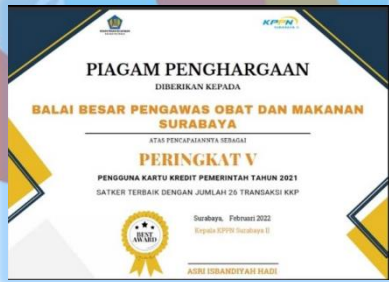 KPPN
PIAGAM PENGHARGAAN
DIBERIKAN KEPADA
BALAI BESAR PENGAWAS OBAT DAN MAKANAN
SURABAYA
ATAS PENCAPAIANNYA SEBAGAI
PERINGKAT V
PENGGUNA KARTU KREDIT PEMERINTAH TAHUN 2021
SATKER TERBAIK DENGAN JUMLAH 26 TRANSAKSI KKP
Surabaya, Februari 2022
Kepala KPPN Surabaya II
BEST
AWARD
ASRI ISBANDIYAH HADI